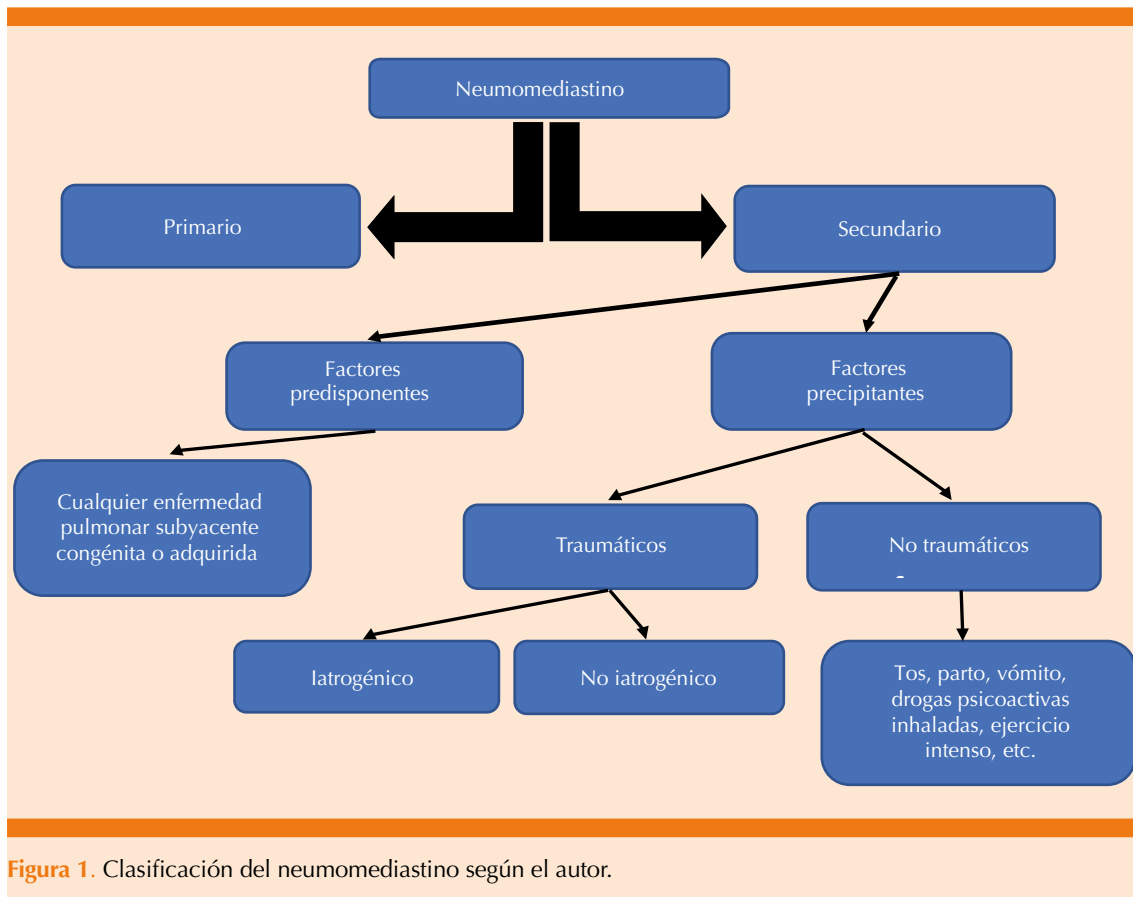 Neumomediastino
Primario
Secundario
Factores
predisponentes
Factores
precipitantes
Cualquier enfermedad
pulmonar subyacente
congénita o adquirida
Traumáticos
No traumáticos
Iatrogénico
No iatrogénico
Tos, parto, vómito,
drogas psicoactivas
inhaladas, ejercicio
intenso, etc.
Figura 1. Clasificación del neumomediastino según el autor.